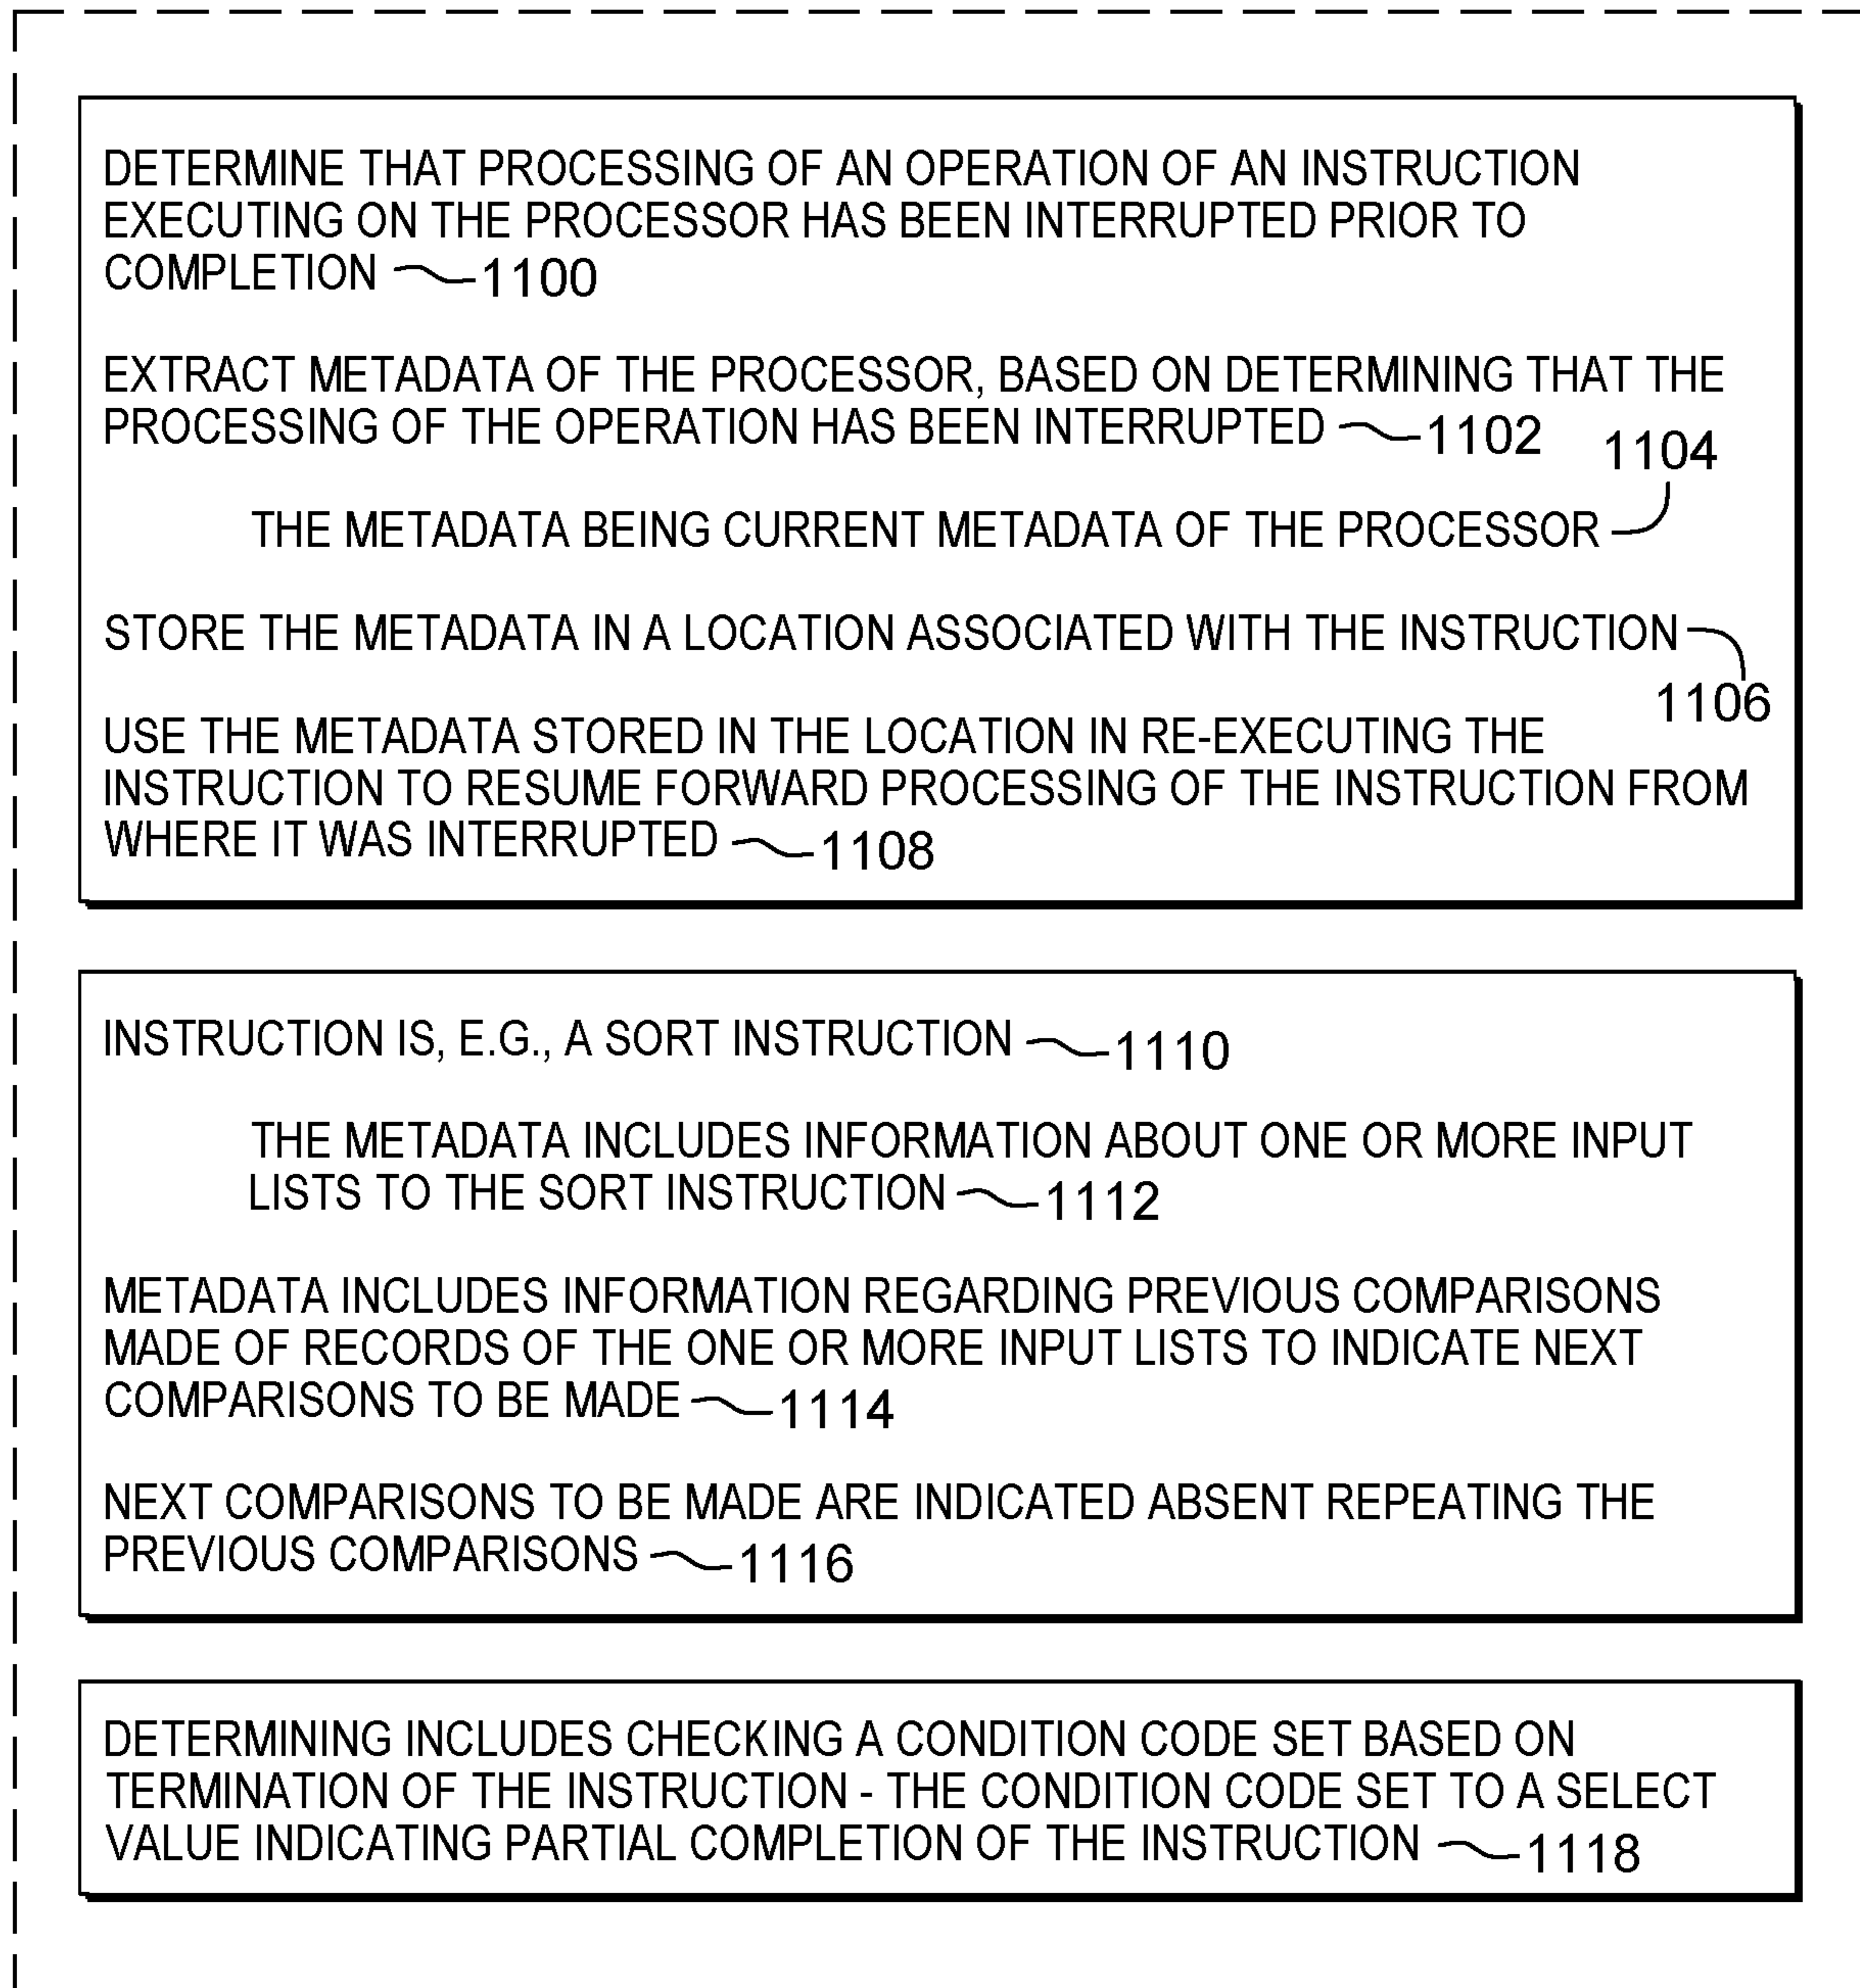 DETERMINE THAT PROCESSING OF AN OPERATION OF AN INSTRUCTION
EXECUTING ON THE PROCESSOR HAS BEEN INTERRUPTED PRIOR TO
COMPLETION 1100
EXTRACT METADATA OF THE PROCESSOR, BASED ON DETERMINING THAT THE
PROCESSING OF THE OPERATION HAS BEEN INTERRUPTED 1102
1104
THE METADATA BEING CURRENT METADATA OF THE PROCESSOR
STORE THE METADATA IN A LOCATION ASSOCIATED WITH THE INSTRUCTION
1106
USE THE METADATA STORED IN THE LOCATION IN RE-EXECUTING THE
INSTRUCTION TO RESUME FORWARD PROCESSING OF THE INSTRUCTION FROM
WHERE IT WAS INTERRUPTED 1108
INSTRUCTION IS, E.G., A SORT INSTRUCTION 1110
THE METADATA INCLUDES INFORMATION ABOUT ONE OR MORE INPUT
LISTS TO THE SORT INSTRUCTION 1112
METADATA INCLUDES INFORMATION REGARDING PREVIOUS COMPARISONS
MADE OF RECORDS OF THE ONE OR MORE INPUT LISTS TO INDICATE NEXT
COMPARISONS TO BE MADE 1114
NEXT COMPARISONS TO BE MADE ARE INDICATED ABSENT REPEATING THE
PREVIOUS COMPARISONS 1116
DETERMINING INCLUDES CHECKING A CONDITION CODE SET BASED ON
TERMINATION OF THE INSTRUCTION - THE CONDITION CODE SET TO A SELECT
VALUE INDICATING PARTIAL COMPLETION OF THE INSTRUCTION 1118